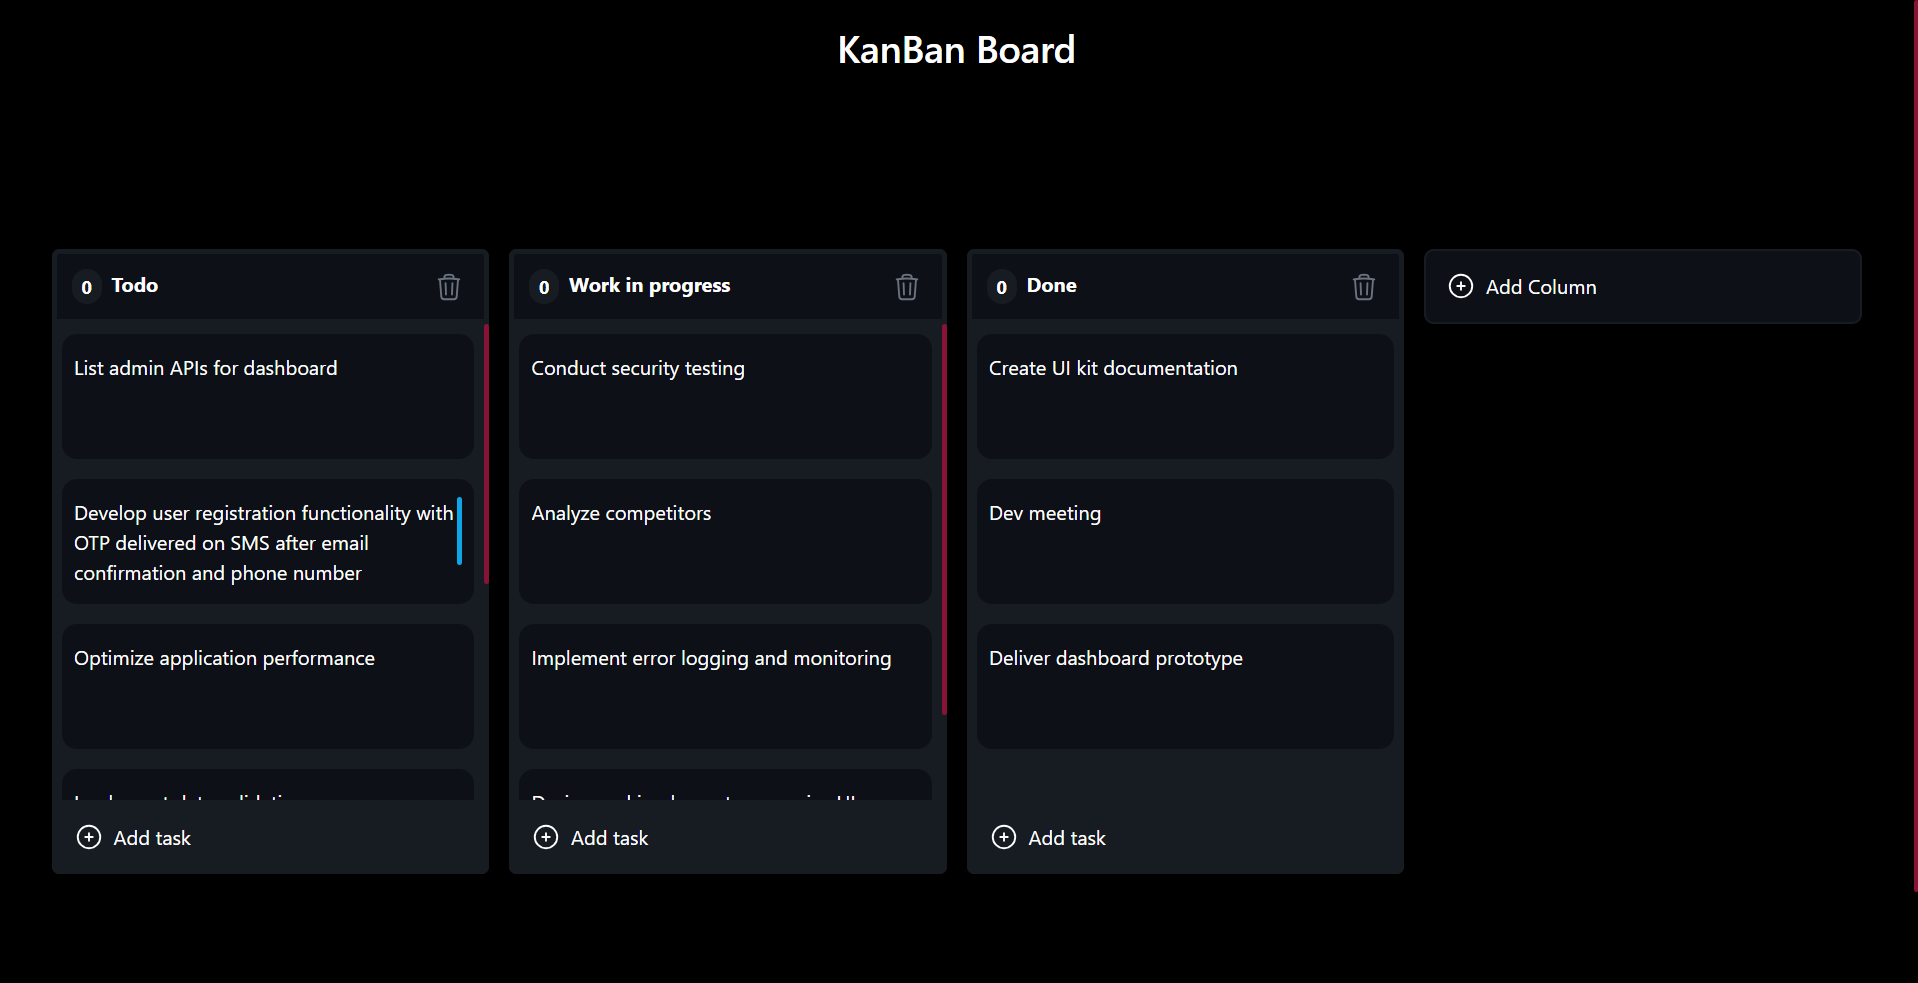 KanBan Board
0 Todo
List admin APIs for dashboard
Develop user registration functionality with
OTP delivered on SMS after email
confirmation and phone number
Optimize application performance
Add task
0 Work in progress
Conduct security testing
Analyze competitors
Implement error logging and monitoring
Add task
0 Done
Create UI kit documentation
Dev meeting
Deliver dashboard prototype
Add task
Add Column